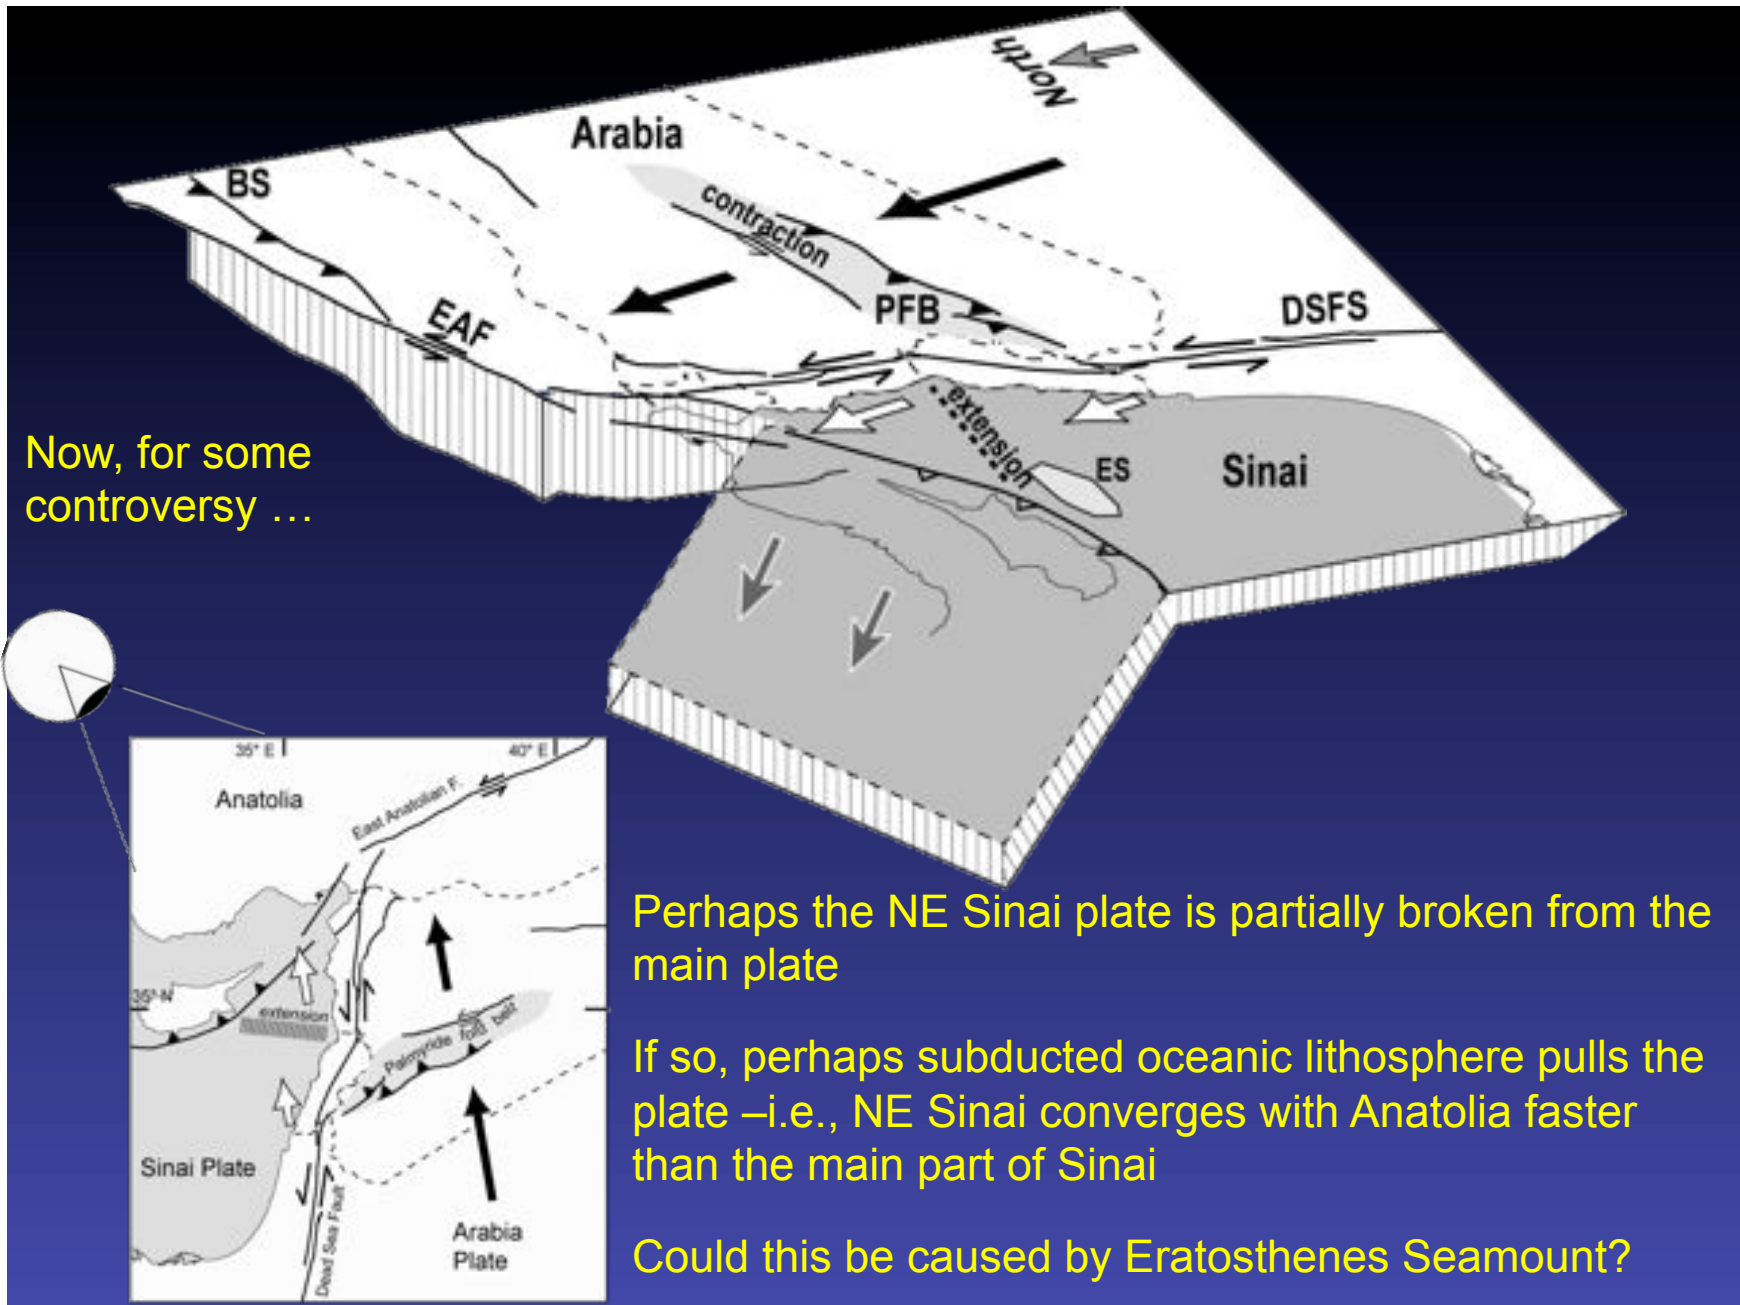 North
Arabia
BS
contraction
PFB
DSFS
EAF
extension
ES
Sinai
Now, for some
controversy …
35° E
40° E
Anatolia
East Anatolian F.
35° N
extension
Palmyride fold belt
Sinai Plate
Dead Sea Fault
Arabia
Plate
Perhaps the NE Sinai plate is partially broken from the
main plate
If so, perhaps subducted oceanic lithosphere pulls the
plate –i.e., NE Sinai converges with Anatolia faster
than the main part of Sinai
Could this be caused by Eratosthenes Seamount?